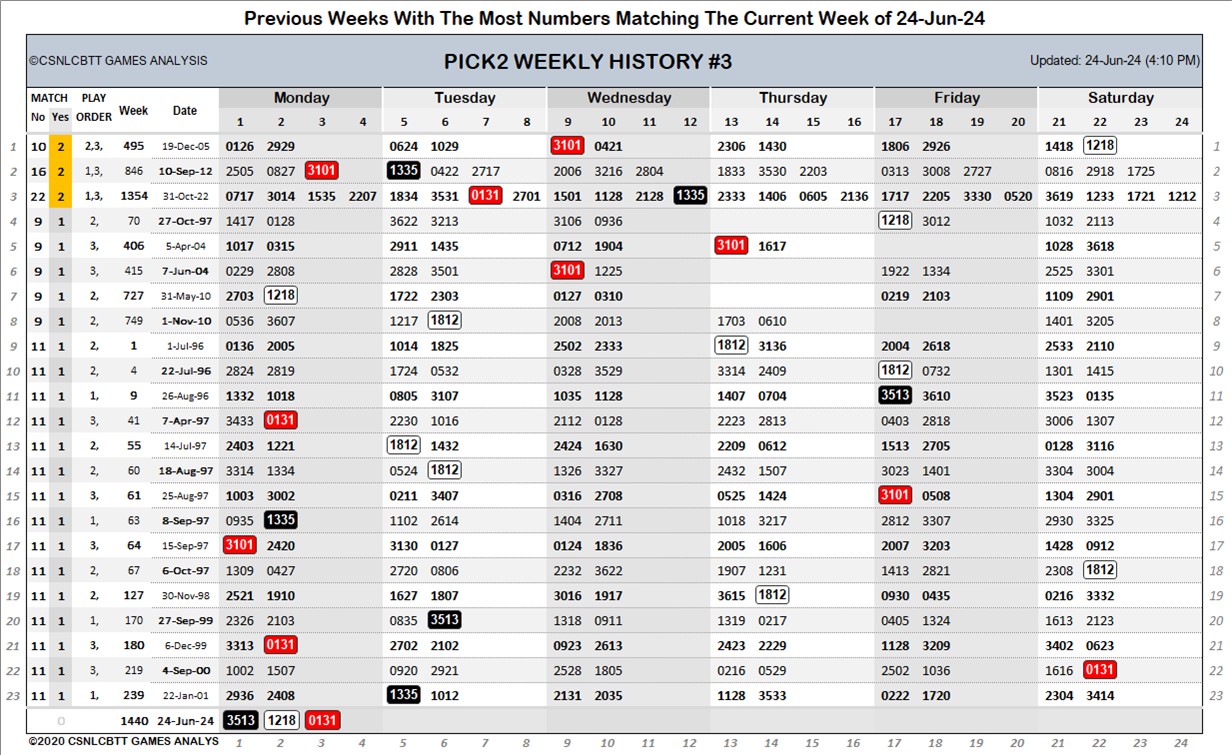 Previous Weeks With The Most Numbers Matching The Current Week of 24-Jun-24
©CSNLCBTT GAMES ANALYSIS PICK2 WEEKLY HISTORY #3 Updated: 24-Jun-24 (4:10 PM)
MATCH PLAY Week Date Monday Tuesday Wednesday Thursday Friday Saturday
No Yes ORDER 1 2 3 4 5 6 7 8 9 10 11 12 13 14 15 16 17 18 19 20 21 22 23 24
1 10 2 2,3, 495 19-Dec-05 0126 2929 0624 1029 3101 0421 2306 1430 1806 2926 1418 1218 1
2 16 2 1,3, 846 10-Sep-12 2505 0827 3101 1335 0422 2717 2006 3216 2804 1833 3530 2203 0313 3008 2727 0816 2918 1725 2
3 22 2 1,3, 1354 31-Oct-22 0717 3014 1535 2207 1834 3531 0131 2701 1501 1128 2128 1335 2333 1406 0605 2136 1717 2205 3330 0520 3619 1233 1721 1212 3
4 9 1 2, 70 27-Oct-97 1417 0128 3622 3213 3106 0936 1218 3012 1032 2113 4
5 9 1 3, 406 5-Apr-04 1017 0315 2911 1435 0712 1904 3101 1617 1028 3618 5
6 9 1 3, 415 7-Jun-04 0229 2808 2828 3501 3101 1225 1922 1334 2525 3301 6
7 9 1 2, 727 31-May-10 2703 1218 1722 2303 0127 0310 0219 2103 1109 2901 7
8 9 1 2, 749 1-Nov-10 0536 3607 1217 1812 2008 2013 1703 0610 1401 3205 8
9 11 1 2, 1 1-Jul-96 0136 2005 1014 1825 2502 2333 1812 3136 2004 2618 2533 2110 9
10 11 1 2, 4 22-Jul-96 2824 2819 1724 0532 0328 3529 3314 2409 1812 0732 1301 1415 10
11 11 1 1, 9 26-Aug-96 1332 1018 0805 3107 1035 1128 1407 0704 3513 3610 3523 0135 11
12 11 1 3, 41 7-Apr-97 3433 0131 2230 1016 2112 0128 2223 2813 0403 2818 3006 1307 12
13 11 1 2, 55 14-Jul-97 2403 1221 1812 1432 2424 1630 2209 0612 1513 2705 0128 3116 13
14 11 1 2, 60 18-Aug-97 3314 1334 0524 1812 1326 3327 2432 1507 3023 1401 3304 3004 14
15 11 1 3, 61 25-Aug-97 1003 3002 0211 3407 0316 2708 0525 1424 3101 0508 1304 2901 15
16 11 1 1, 63 8-Sep-97 0935 1335 1102 2614 1404 2711 1018 3217 2812 3307 2930 3325 16
17 11 1 3, 64 15-Sep-97 3101 2420 3130 0127 0124 1836 2005 1606 2007 3203 1428 0912 17
18 11 1 2, 67 6-Oct-97 1309 0427 2720 0806 2232 3622 1907 1231 1413 2821 2308 1812 18
19 11 1 2, 127 30-Nov-98 2521 1910 1627 1807 3016 1917 3615 1812 0930 0435 0216 3332 19
20 11 1 1, 170 27-Sep-99 2326 2103 0835 3513 1318 0911 1319 0217 0405 1324 1613 2123 20
21 11 1 3, 180 6-Dec-99 3313 0131 2702 2102 0923 2613 2423 2229 1128 3209 3402 0623 21
22 11 1 3, 219 4-Sep-00 1002 1507 0920 2921 2528 1805 0216 0529 2502 1036 1616 0131 22
23 11 1 1, 239 22-Jan-01 2936 2408 1335 1012 2131 2035 1128 3533 0222 1720 2304 3414 23
0 1440 24-Jun-24 3513 1218 0131
©2020 CSNLCBTT GAMES ANALYS 1 2 3 4 5 6 7 8 9 10 11 12 13 14 15 16 17 18 19 20 21 22 23 24